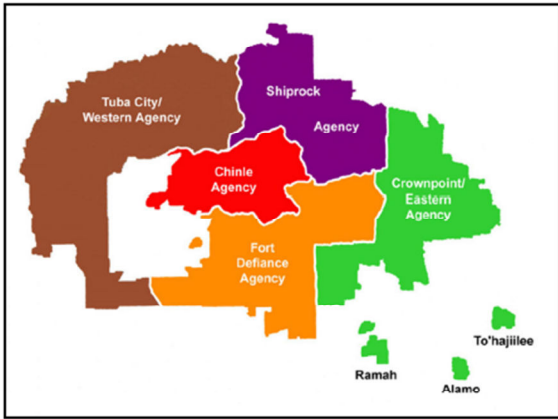 Tuba City/
Western Agency
Shiprock
Agency
Chinle
Agency
Crownpoint/
Eastern
Agency
Fort
Defiance
Agency
To'hajiilee
Ramah
Alamo